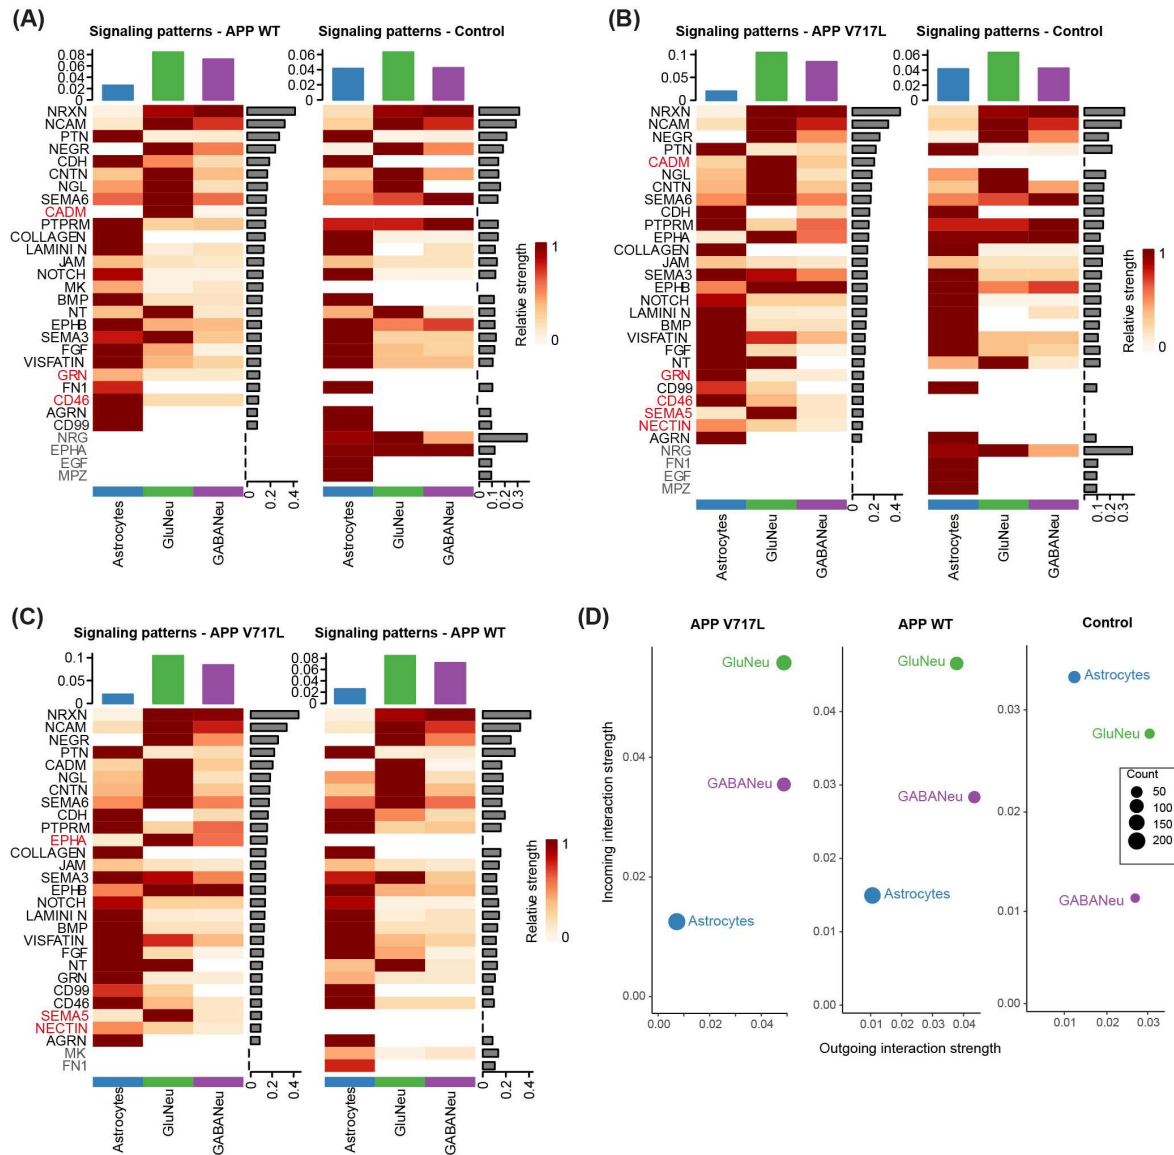 (A)
Signaling patterns - APP WT
Signaling patterns - Control
0.08
0.06
0.04
0.02
0
0.06
0.04
0.02
0
NRXN
NCAM
PTN
NEGR
CDH
CNTN
NGL
SEMA6
CADM
PTPRM
COLLAGEN
LAMINI N
JAM
NOTCH
MK
BMP
NT
EPHB
SEMA3
FGF
VISFATIN
GRN
FN1
CD46
AGRN
CD99
NRG
EPHA
EGF
MPZ
Relative strength
1
0
Astrocytes
GluNeu
GABANeu
0
0.2
0.4
Astrocytes
GluNeu
GABANeu
0
0.1
0.2
0.3
(B)
Signaling patterns - APP V717L
Signaling patterns - Control
0.1
0.05
0
0.06
0.04
0.02
0
NRXN
NCAM
NEGR
PTN
CADM
NGL
CNTN
SEMA6
CDH
PTPRM
EPHA
COLLAGEN
JAM
SEMA3
EPHB
NOTCH
LAMINI N
BMP
VISFATIN
FGF
NT
GRN
CD99
CD46
SEMA5
NECTIN
AGRN
NRG
FN1
EGF
MPZ
Relative strength
1
0
Astrocytes
GluNeu
GABANeu
0
0.2
0.4
Astrocytes
GluNeu
GABANeu
0.1
0.2
0.3
(C)
Signaling patterns - APP V717L
Signaling patterns - APP WT
0.1
0.05
0
0.08
0.06
0.04
0.02
0
NRXN
NCAM
NEGR
PTN
CADM
NGL
CNTN
SEMA6
CDH
PTPRM
EPHA
COLLAGEN
JAM
SEMA3
EPHB
NOTCH
LAMINI N
BMP
VISFATIN
FGF
NT
GRN
CD99
CD46
SEMA5
NECTIN
AGRN
MK
FN1
Relative strength
1
0
Astrocytes
GluNeu
GABANeu
0
0.2
0.4
Astrocytes
GluNeu
GABANeu
0
0.2
0.4
(D)
APP V717L
APP WT
Control
Incoming interaction strength
0.04
0.02
0.00
GluNeu
GABANeu
Astrocytes
0.00
0.02
0.04
0.04
0.03
0.02
0.01
0.00
GluNeu
GABANeu
Astrocytes
0.01
0.02
0.03
0.04
0.03
0.02
0.01
0.00
Astrocytes
GluNeu
GABANeu
0.01
0.02
0.03
Count
50
100
150
200
Outgoing interaction strength